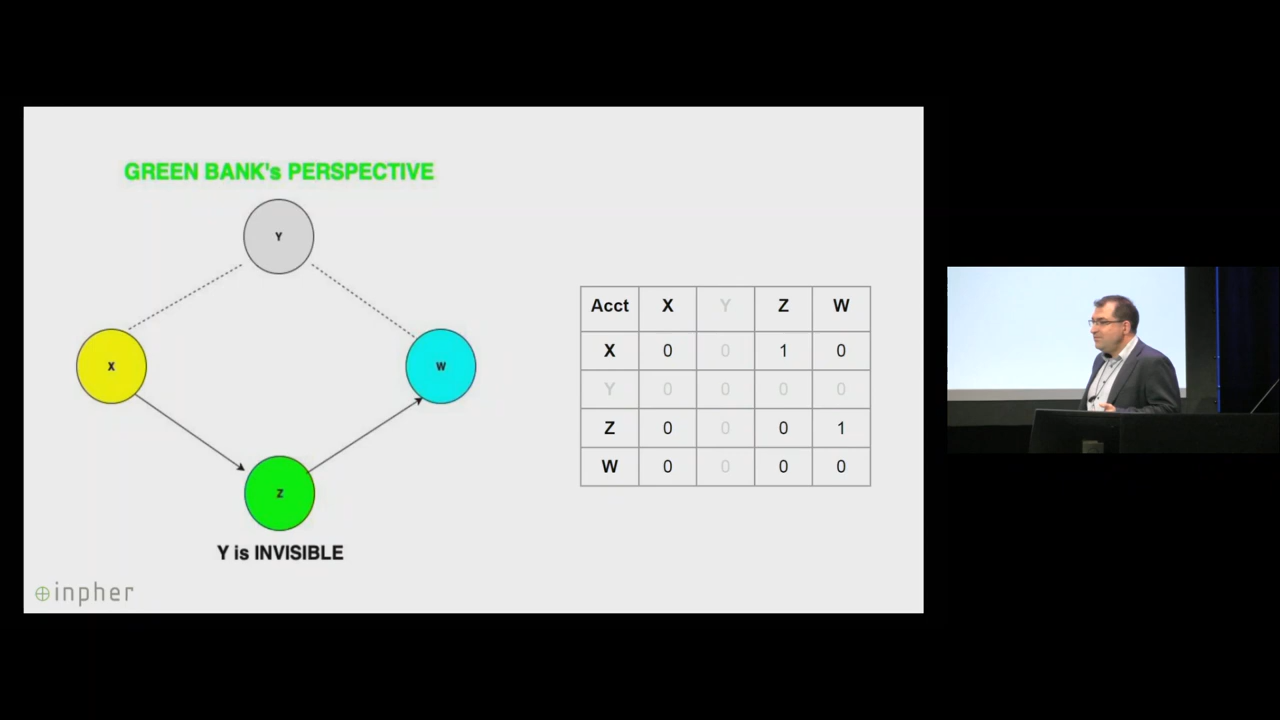 GREEN BANK's PERSPECTIVE
Y
X
W
Z
Y is INVISIBLE
Acct X Y Z W
X 0 0 1 0
Y 0 0 0 0
Z 0 0 0 1
W 0 0 0 0
inpher